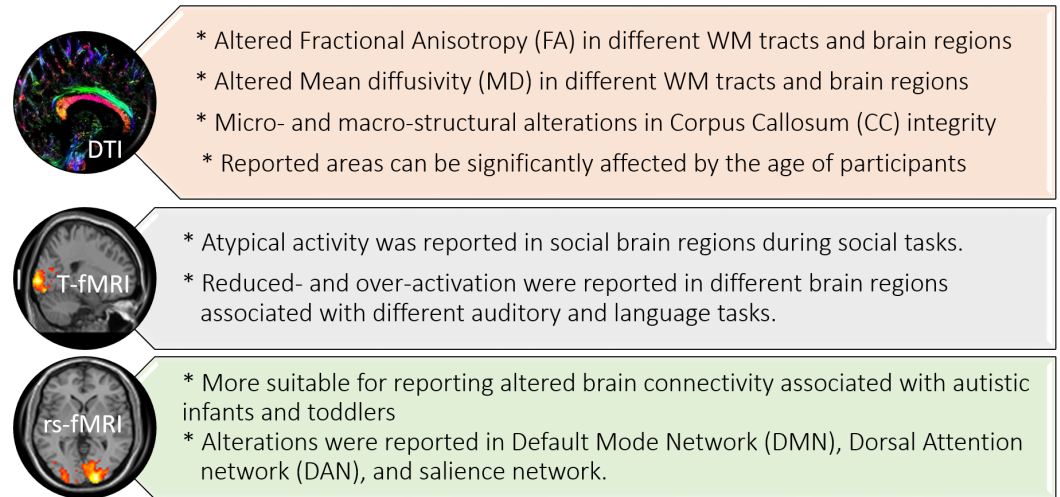 * Altered Fractional Anisotropy (FA) in different WM tracts and brain regions
* Altered Mean diffusivity (MD) in different WM tracts and brain regions
* Micro- and macro-structural alterations in Corpus Callosum (CC) integrity
* Reported areas can be significantly affected by the age of participants
DTI
* Atypical activity was reported in social brain regions during social tasks.
* Reduced- and over-activation were reported in different brain regions
associated with different auditory and language tasks.
T-fMRI
* More suitable for reporting altered brain connectivity associated with autistic
infants and toddlers
* Alterations were reported in Default Mode Network (DMN), Dorsal Attention
network (DAN), and salience network.
rs-fMRI